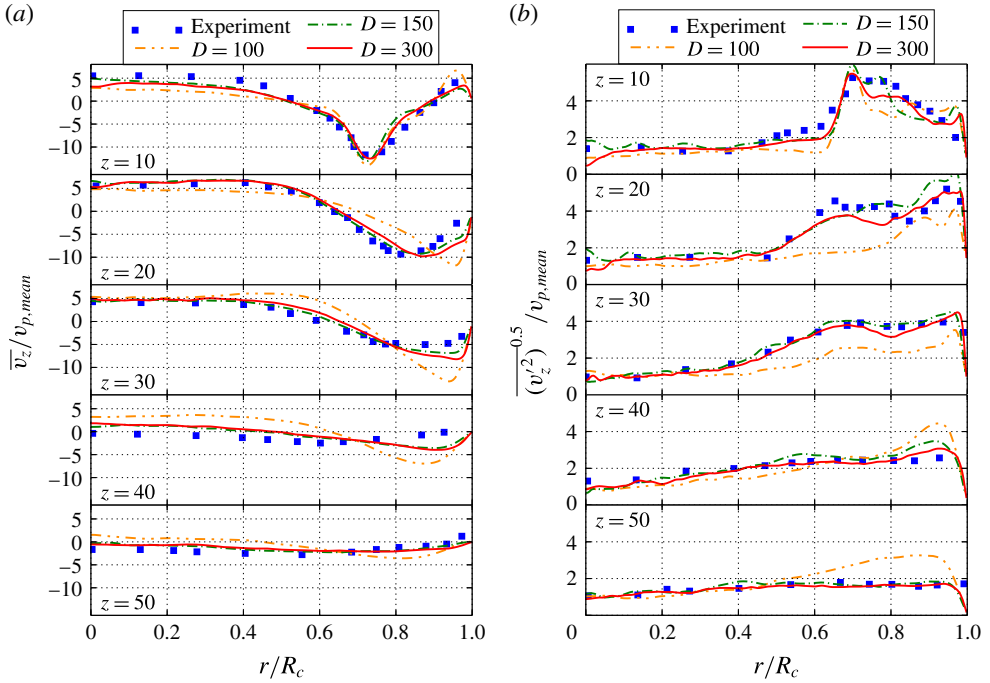 (a)
Experiment
D = 100
D = 150
D = 300
5
0
−5
−10
z = 10
5
0
−5
−10
z = 20
5
0
−5
−10
z = 30
5
0
−5
−10
z = 40
5
0
−5
−10
z = 50
0 0.2 0.4 0.6 0.8 1.0
r/R_c
\overline{v_z}/v_{p,mean}
(b)
Experiment
D = 100
D = 150
D = 300
z = 10
4
2
0
z = 20
4
2
0
z = 30
4
2
0
z = 40
4
2
0
z = 50
4
2
0 0.2 0.4 0.6 0.8 1.0
r/R_c
\overline{(v_z'^2)}^{0.5}/v_{p,mean}